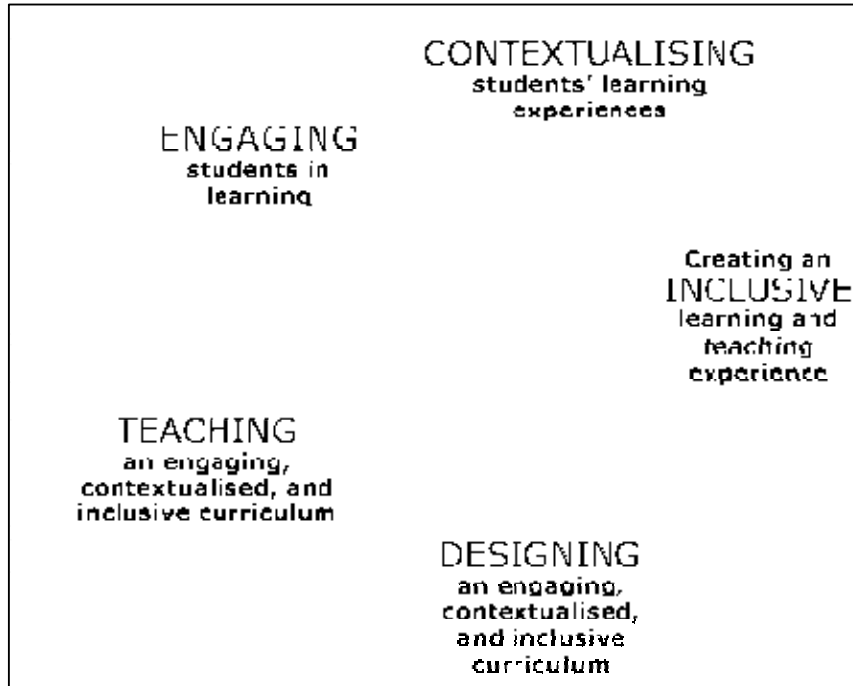 CONTEXTUALISING
students' learning
experiences
ENGAGING
students in
learning
Creating an
INCLUSIVE
learning and
teaching
experience
TEACHING
an engaging,
contextualised, and
inclusive curriculum
DESIGNING
an engaging,
contextualised,
and inclusive
curriculum